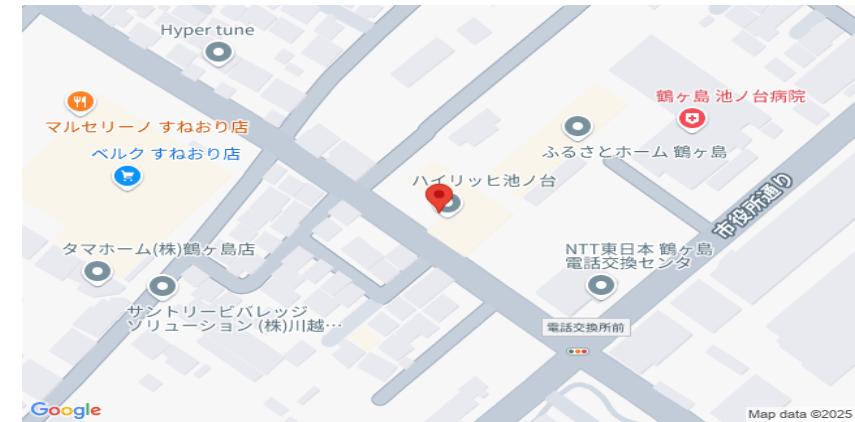 Hyper tune
マルセリーノ すねおり店
ベルク すねおり店
鶴ヶ島 池ノ台病院
ふるさとホーム 鶴ヶ島
ハイリッヒ池ノ台
市役所通り
タマホーム(株)鶴ヶ島店
NTT東日本 鶴ヶ島
電話交換センタ
サントリービバレッジ
ソリューション (株)川越…
電話交換所前
Google
Map data ©2025